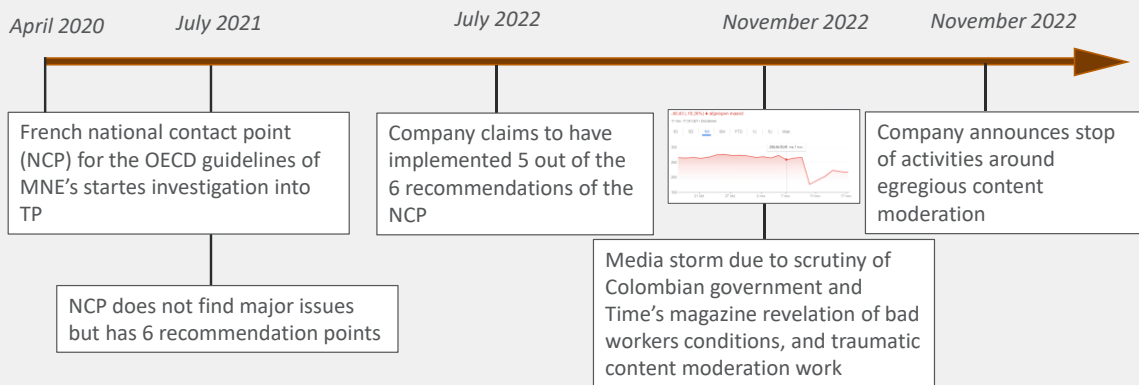 April 2020
July 2021
July 2022
November 2022
November 2022
French national contact point
(NCP) for the OECD guidelines of
MNE's startes investigation into
TP
NCP does not find major issues
but has 6 recommendation points
Company claims to have
implemented 5 out of the
6 recommendations of the
NCP
Media storm due to scrutiny of
Colombian government and
Time's magazine revelation of bad
workers conditions, and traumatic
content moderation work
Company announces stop
of activities around
egregious content
moderation